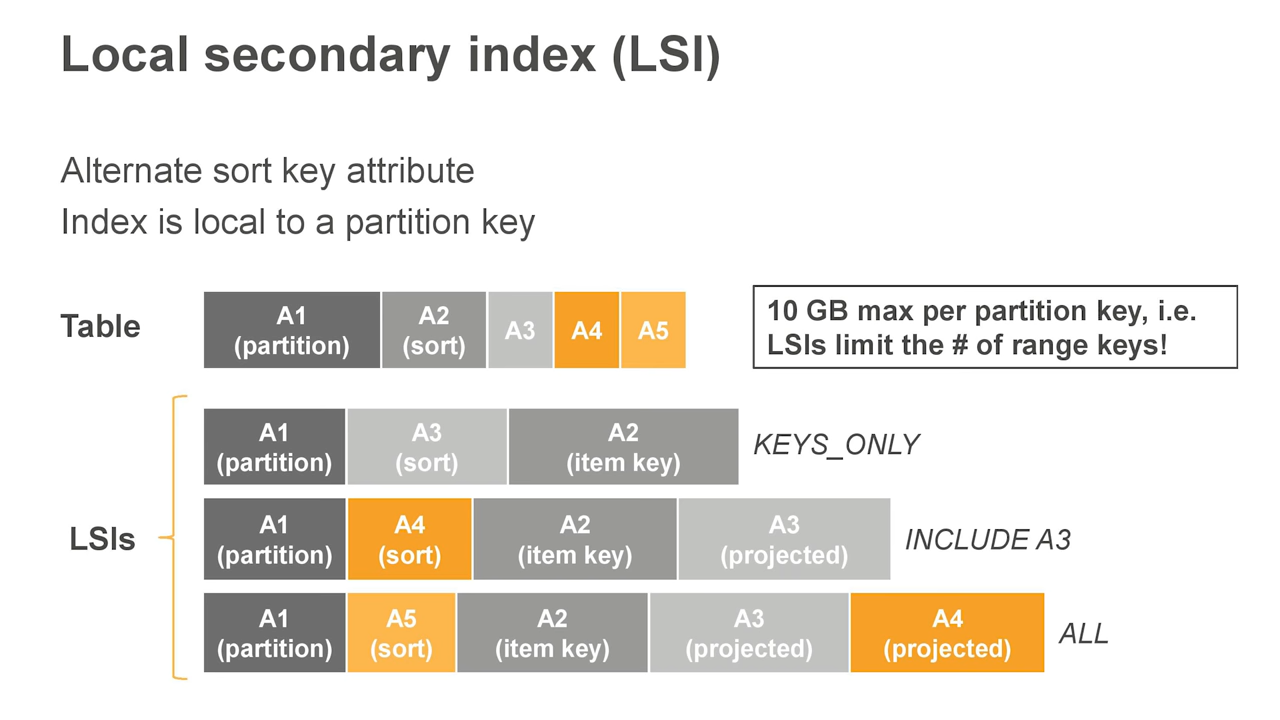 Local secondary index (LSI)
Alternate sort key attribute
Index is local to a partition key
Table
A1
(partition)
A2
(sort)
A3
A4
A5
10 GB max per partition key, i.e.
LSIs limit the # of range keys!
LSIs
A1
(partition)
A3
(sort)
A2
(item key)
KEYS_ONLY
A1
(partition)
A4
(sort)
A2
(item key)
A3
(projected)
INCLUDE A3
A1
(partition)
A5
(sort)
A2
(item key)
A3
(projected)
A4
(projected)
ALL